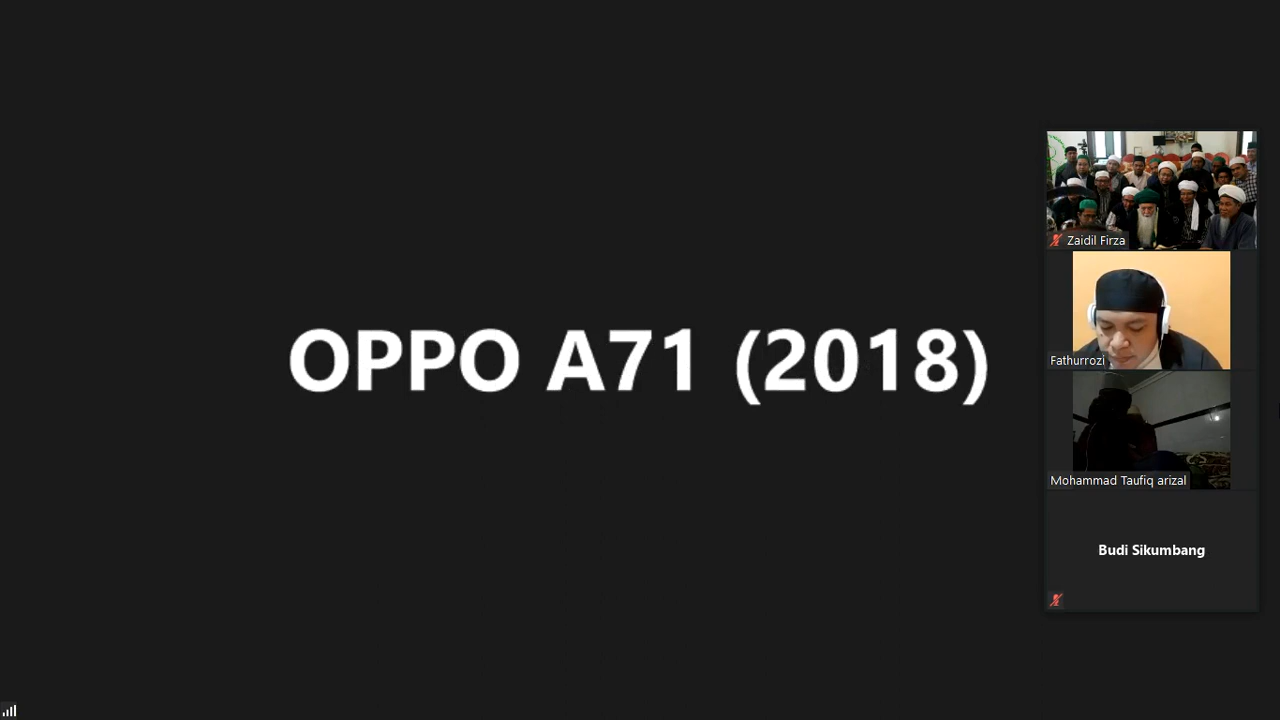 OPPO A71 (2018)
Zaidil Firza
Fathurrozi
Mohammad Taufiq arizal
Budi Sikumbang